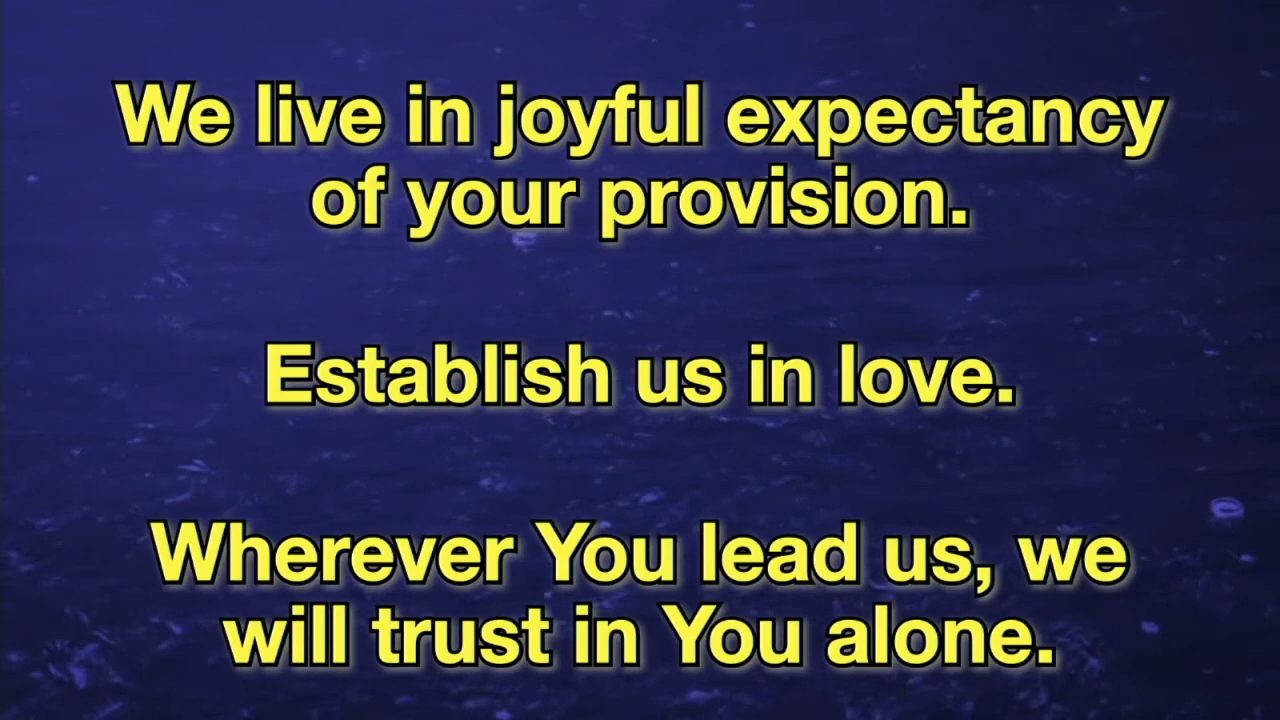 We live in joyful expectancy
of your provision.
Establish us in love.
Wherever You lead us, we
will trust in You alone.